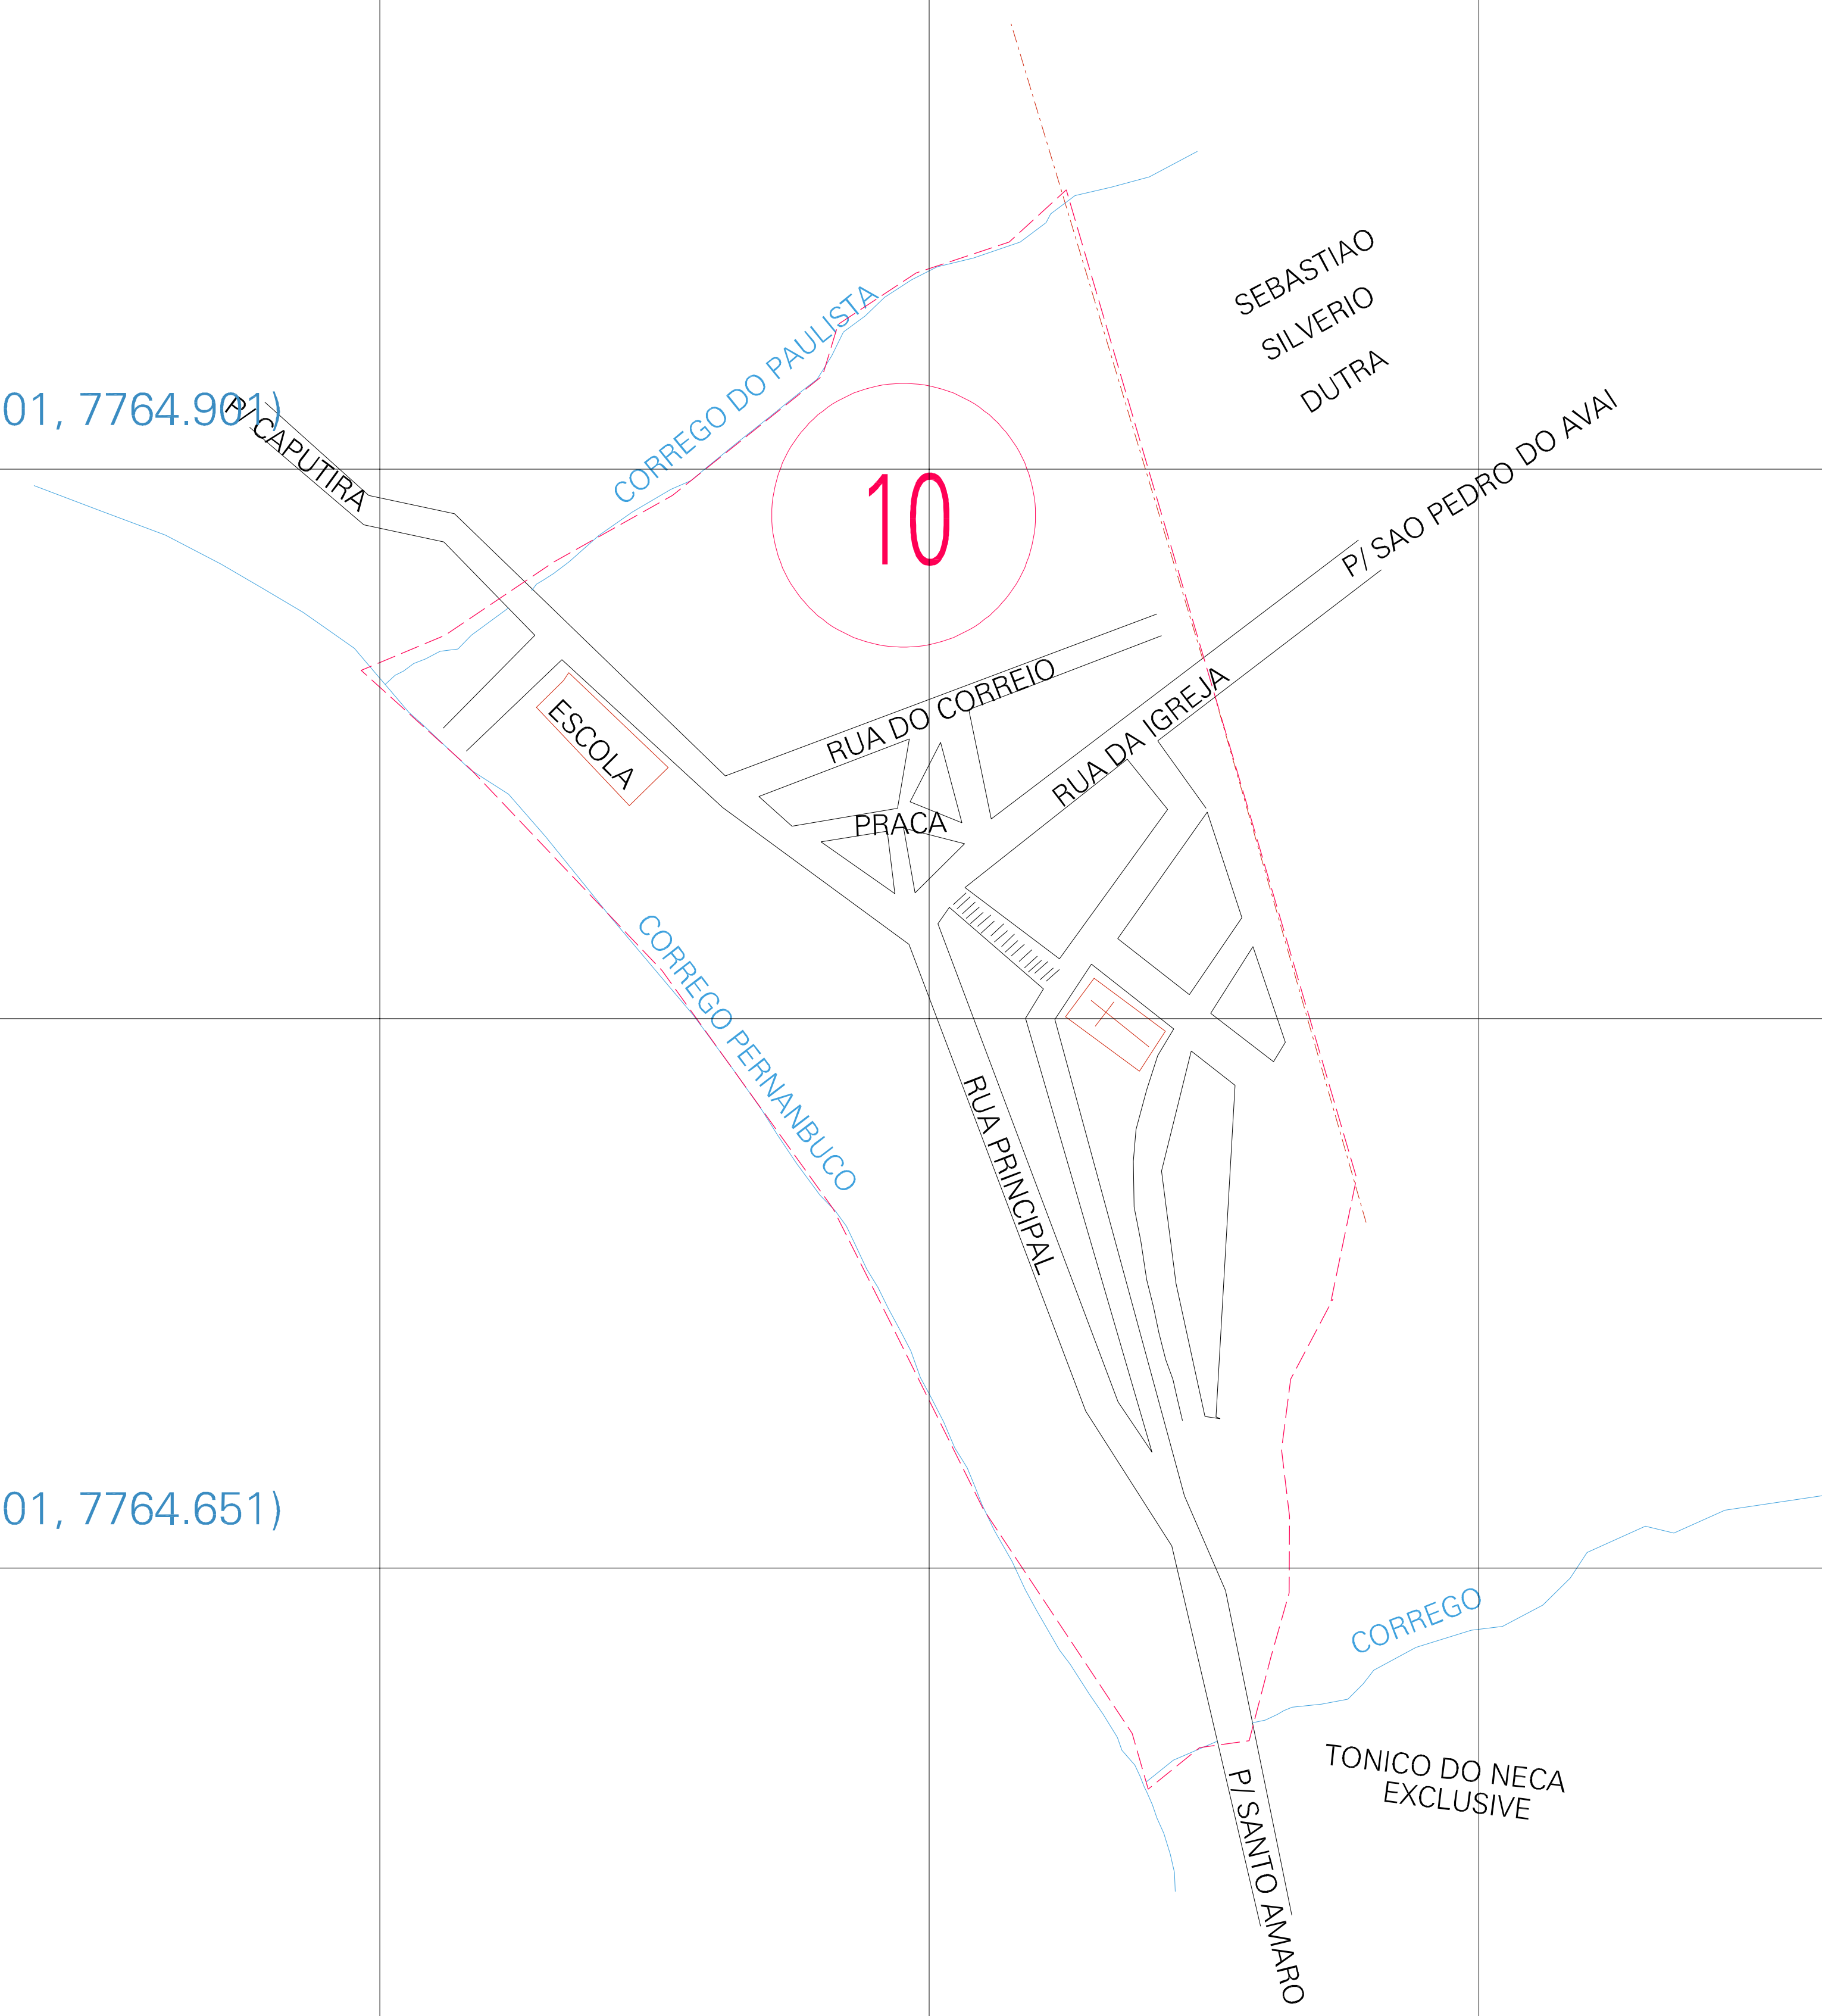 SEBASTIAO
SILVERIO
DUTRA
CORREGO DO PAULISTA
01, 7764.901)
P/ CAPUTIRA
P/ SAO PEDRO DO AVAI
10
RUA DO CORREIO
RUA DA IGREJA
ESCOLA
PRACA
CORREGO PERNANBUCO
RUA PRINCIPAL
01, 7764.651)
CORREGO
TONICO DO NECA
EXCLUSIVE
P/ SANTO AMARO